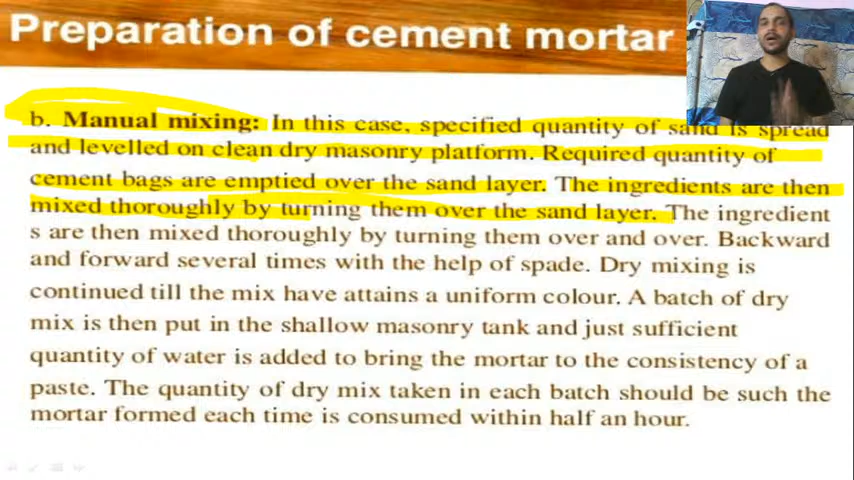 Preparation of cement mortar
b. Manual mixing: In this case, specified quantity of sand is spread
and levelled on clean dry masonry platform. Required quantity of
cement bags are emptied over the sand layer. The ingredients are then
mixed thoroughly by turning them over the sand layer. The ingredient
s are then mixed thoroughly by turning them over and over. Backward
and forward several times with the help of spade. Dry mixing is
continued till the mix have attains a uniform colour. A batch of dry
mix is then put in the shallow masonry tank and just sufficient
quantity of water is added to bring the mortar to the consistency of a
paste. The quantity of dry mix taken in each batch should be such the
mortar formed each time is consumed within half an hour.